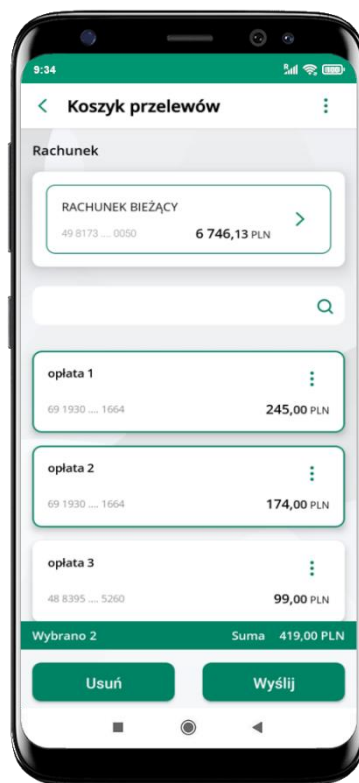 9:34
Koszyk przelewów
Rachunek
RACHUNEK BIEŻĄCY
49 8173 .... 0050 6 746,13 PLN
opłata 1
69 1930 .... 1664 245,00 PLN
opłata 2
69 1930 .... 1664 174,00 PLN
opłata 3
48 8395 .... 5260 99,00 PLN
Wybrano 2 Suma 419,00 PLN
Usuń Wyślij